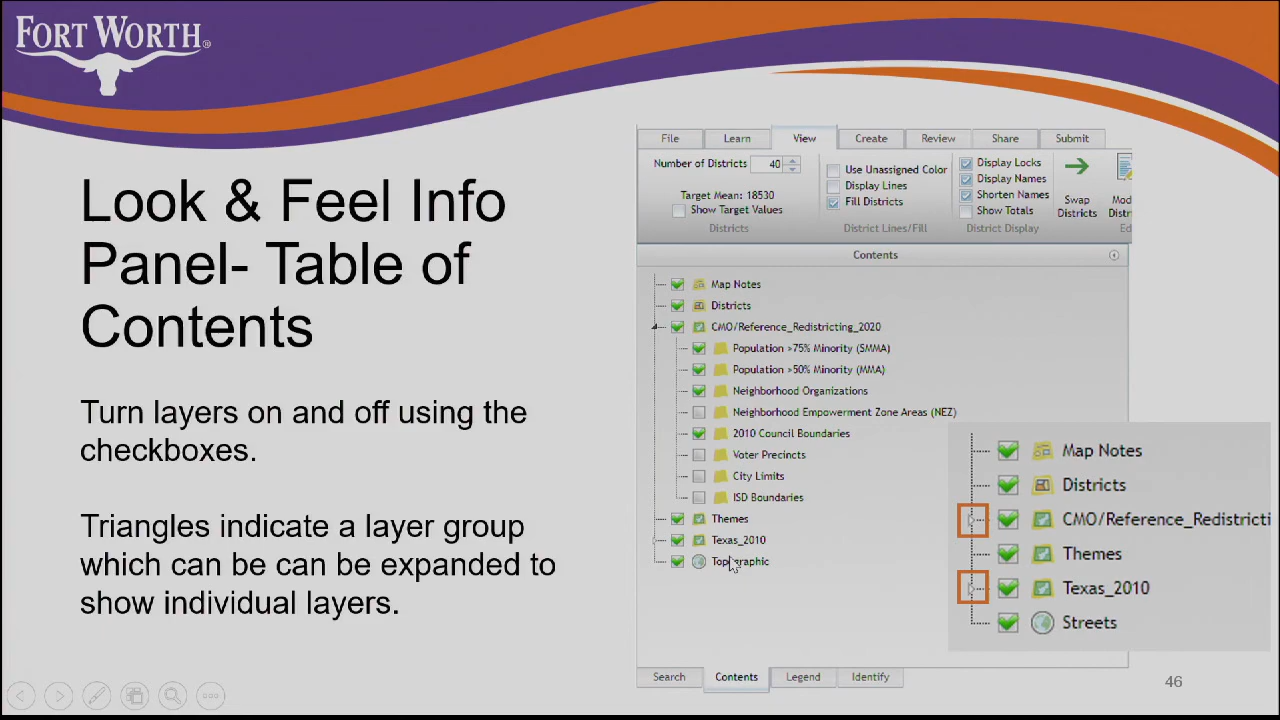 FORT WORTH®
Look & Feel Info
Panel- Table of
Contents
Turn layers on and off using the
checkboxes.
Triangles indicate a layer group
which can be can be expanded to
show individual layers.
File Learn View Create Review Share Submit
Number of Districts 40
Target Mean: 18530
Show Target Values
Districts
Use Unassigned Color
Display Lines
Fill Districts
District Lines/Fill
Display Locks
Display Names
Shorten Names
Show Totals
District Display
Swap
Districts
Contents
Map Notes
Districts
CMO/Reference_Redistricting_2020
Population >75% Minority (SMMA)
Population >50% Minority (MMA)
Neighborhood Organizations
Neighborhood Empowerment Zone Areas (NEZ)
2010 Council Boundaries
Voter Precincts
City Limits
ISD Boundaries
Themes
Texas_2010
Topographic
Search Contents Legend Identify
Map Notes
Districts
CMO/Reference_Redistricti
Themes
Texas_2010
Streets
46